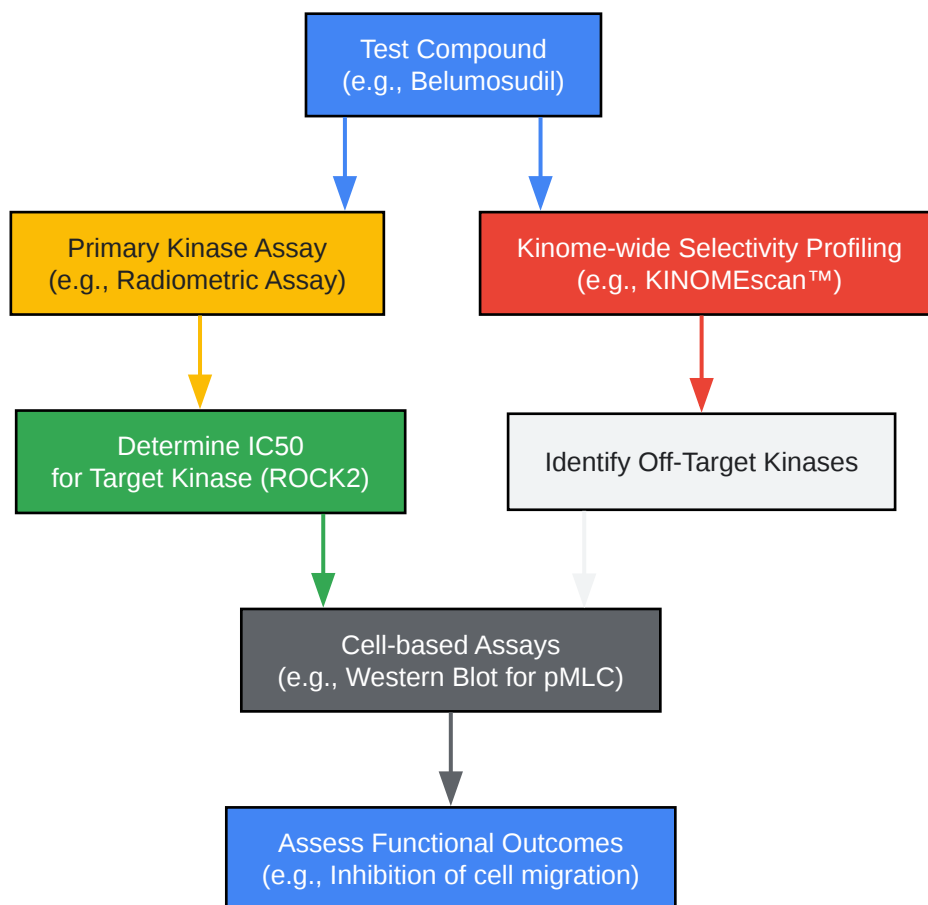 Test Compound
(e.g., Belumosudil)
Primary Kinase Assay
(e.g., Radiometric Assay)
Kinome-wide Selectivity Profiling
(e.g., KINOMEscan™)
Determine IC50
for Target Kinase (ROCK2)
Identify Off-Target Kinases
Cell-based Assays
(e.g., Western Blot for pMLC)
Assess Functional Outcomes
(e.g., Inhibition of cell migration)